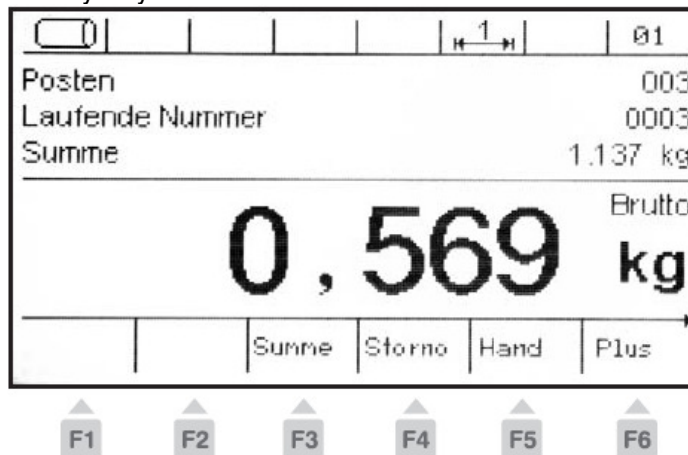 1 01
Posten 003
Laufende Nummer 0003
Summe 1.137 kg
Brutto
0,569 kg
Summe Storno Hand Plus
F1 F2 F3 F4 F5 F6